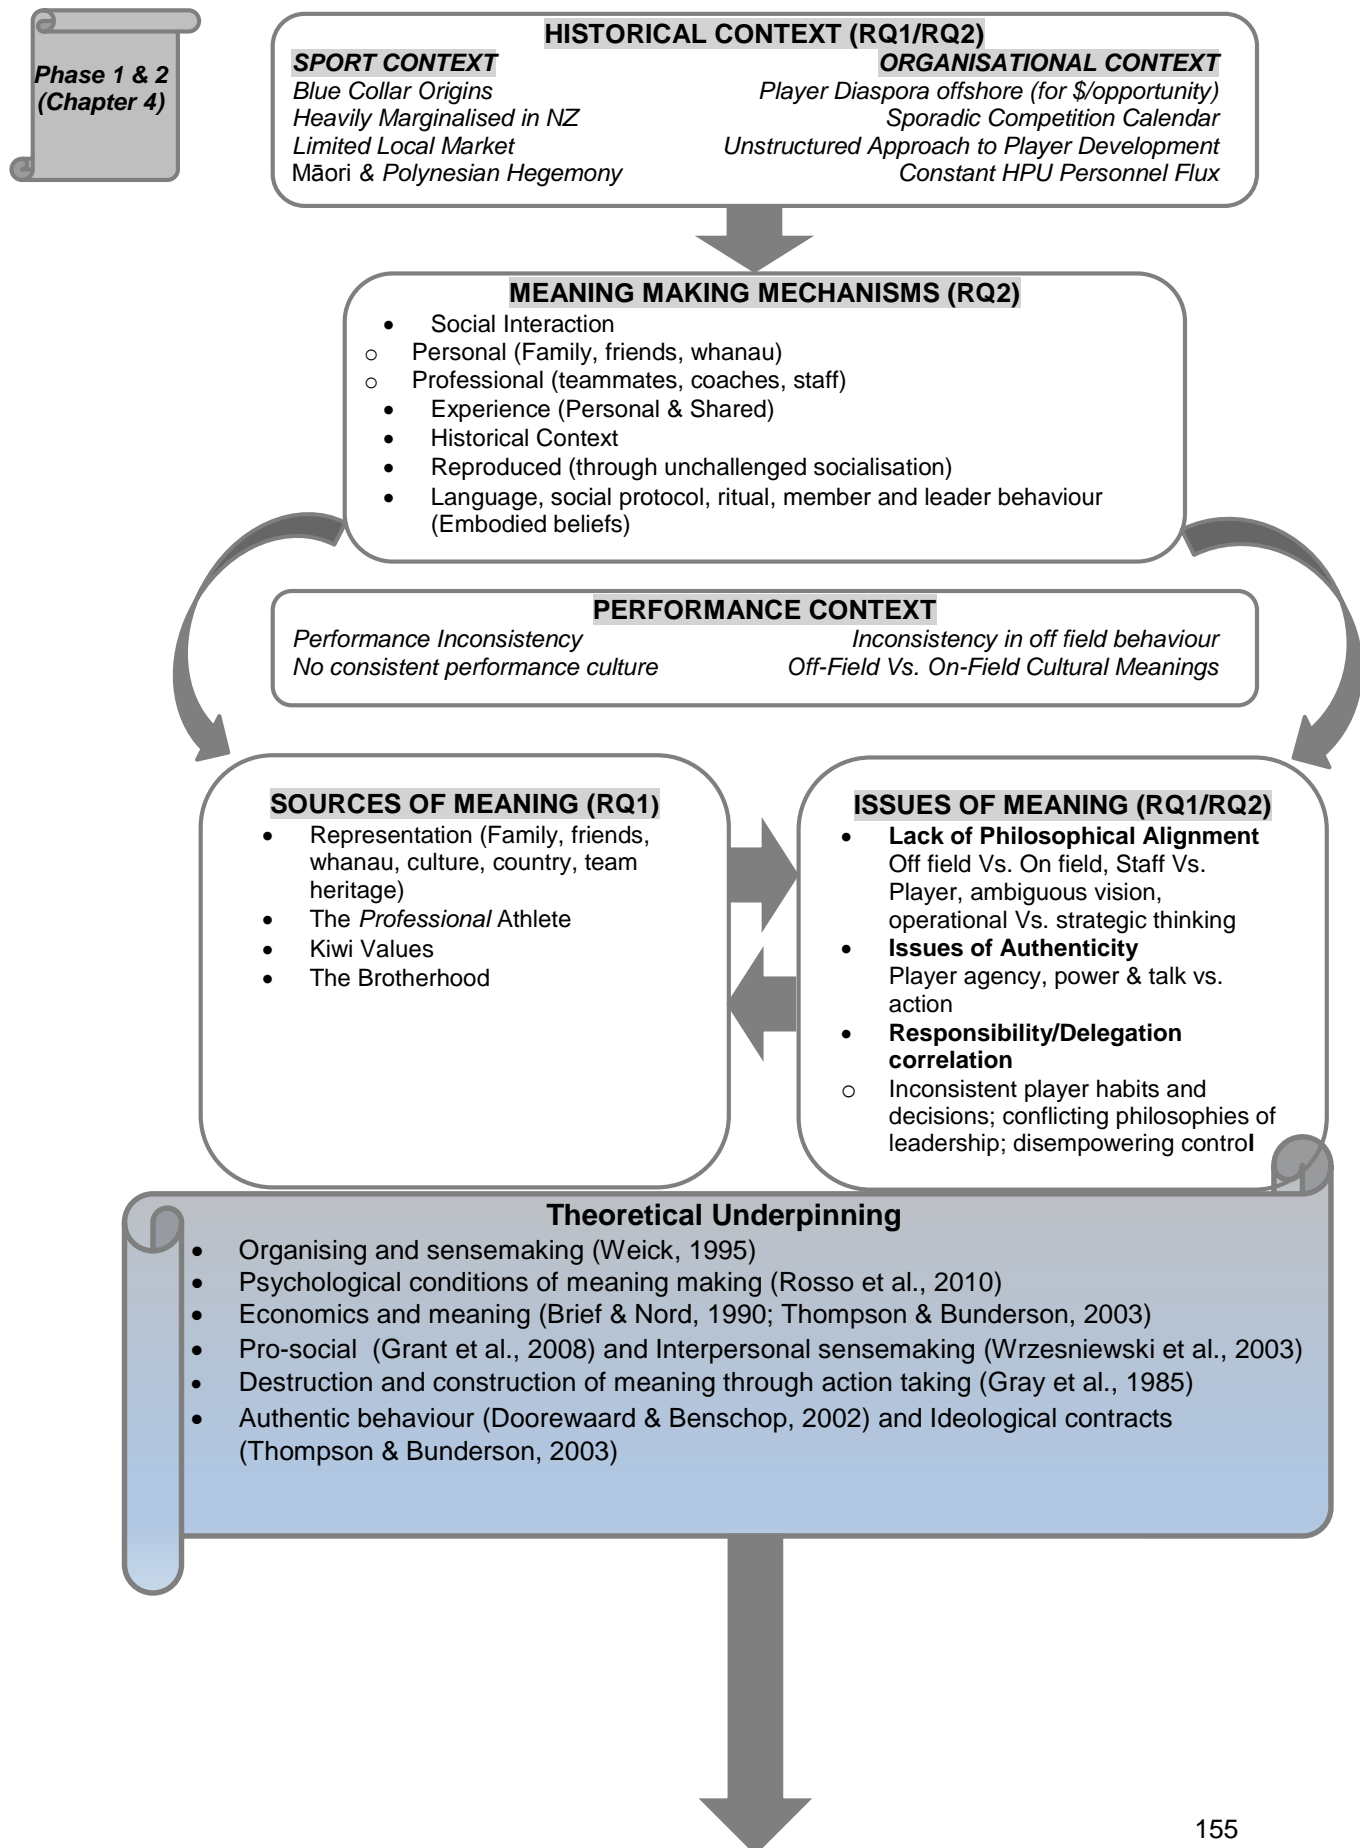 Phase 1 & 2
(Chapter 4)
HISTORICAL CONTEXT (RQ1/RQ2)
SPORT CONTEXT
Blue Collar Origins
Heavily Marginalised in NZ
Limited Local Market
Māori & Polynesian Hegemony
ORGANISATIONAL CONTEXT
Player Diaspora offshore (for $/opportunity)
Sporadic Competition Calendar
Unstructured Approach to Player Development
Constant HPU Personnel Flux
MEANING MAKING MECHANISMS (RQ2)
• Social Interaction
o Personal (Family, friends, whanau)
o Professional (teammates, coaches, staff)
• Experience (Personal & Shared)
• Historical Context
• Reproduced (through unchallenged socialisation)
• Language, social protocol, ritual, member and leader behaviour
(Embodied beliefs)
PERFORMANCE CONTEXT
Performance Inconsistency
No consistent performance culture
Inconsistency in off field behaviour
Off-Field Vs. On-Field Cultural Meanings
SOURCES OF MEANING (RQ1)
• Representation (Family, friends,
whanau, culture, country, team
heritage)
• The Professional Athlete
• Kiwi Values
• The Brotherhood
ISSUES OF MEANING (RQ1/RQ2)
• Lack of Philosophical Alignment
Off field Vs. On field, Staff Vs.
Player, ambiguous vision,
operational Vs. strategic thinking
• Issues of Authenticity
Player agency, power & talk vs.
action
• Responsibility/Delegation
correlation
o Inconsistent player habits and
decisions; conflicting philosophies of
leadership; disempowering control
Theoretical Underpinning
• Organising and sensemaking (Weick, 1995)
• Psychological conditions of meaning making (Rosso et al., 2010)
• Economics and meaning (Brief & Nord, 1990; Thompson & Bunderson, 2003)
• Pro-social (Grant et al., 2008) and Interpersonal sensemaking (Wrzesniewski et al., 2003)
• Destruction and construction of meaning through action taking (Gray et al., 1985)
• Authentic behaviour (Doorewaard & Benschop, 2002) and Ideological contracts
(Thompson & Bunderson, 2003)
155